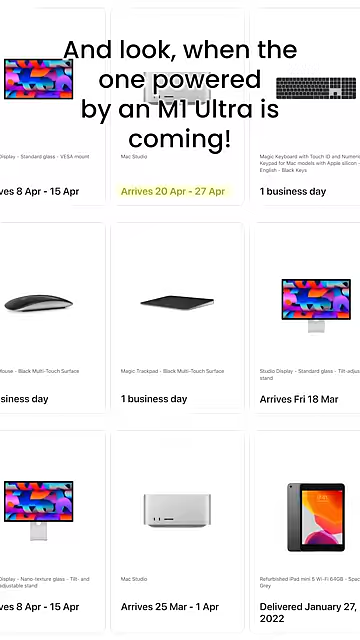 And look, when the
one powered
by an M1 Ultra is
coming!
Display - Standard glass - VESA mount
ves 8 Apr - 15 Apr
Mac Studio
Arrives 20 Apr - 27 Apr
Magic Keyboard with Touch ID and Numeric
Keypad for Mac models with Apple silicon -
English - Black Keys
1 business day
Mouse - Black Multi-Touch Surface
siness day
Magic Trackpad - Black Multi-Touch Surface
1 business day
Studio Display - Standard glass - Tilt-adjus
stand
Arrives Fri 18 Mar
Display - Nano-texture glass - Tilt- and
adjustable stand
ves 8 Apr - 15 Apr
Mac Studio
Arrives 25 Mar - 1 Apr
Refurbished iPad mini 5 Wi-Fi 64GB - Space
Grey
Delivered January 27,
2022